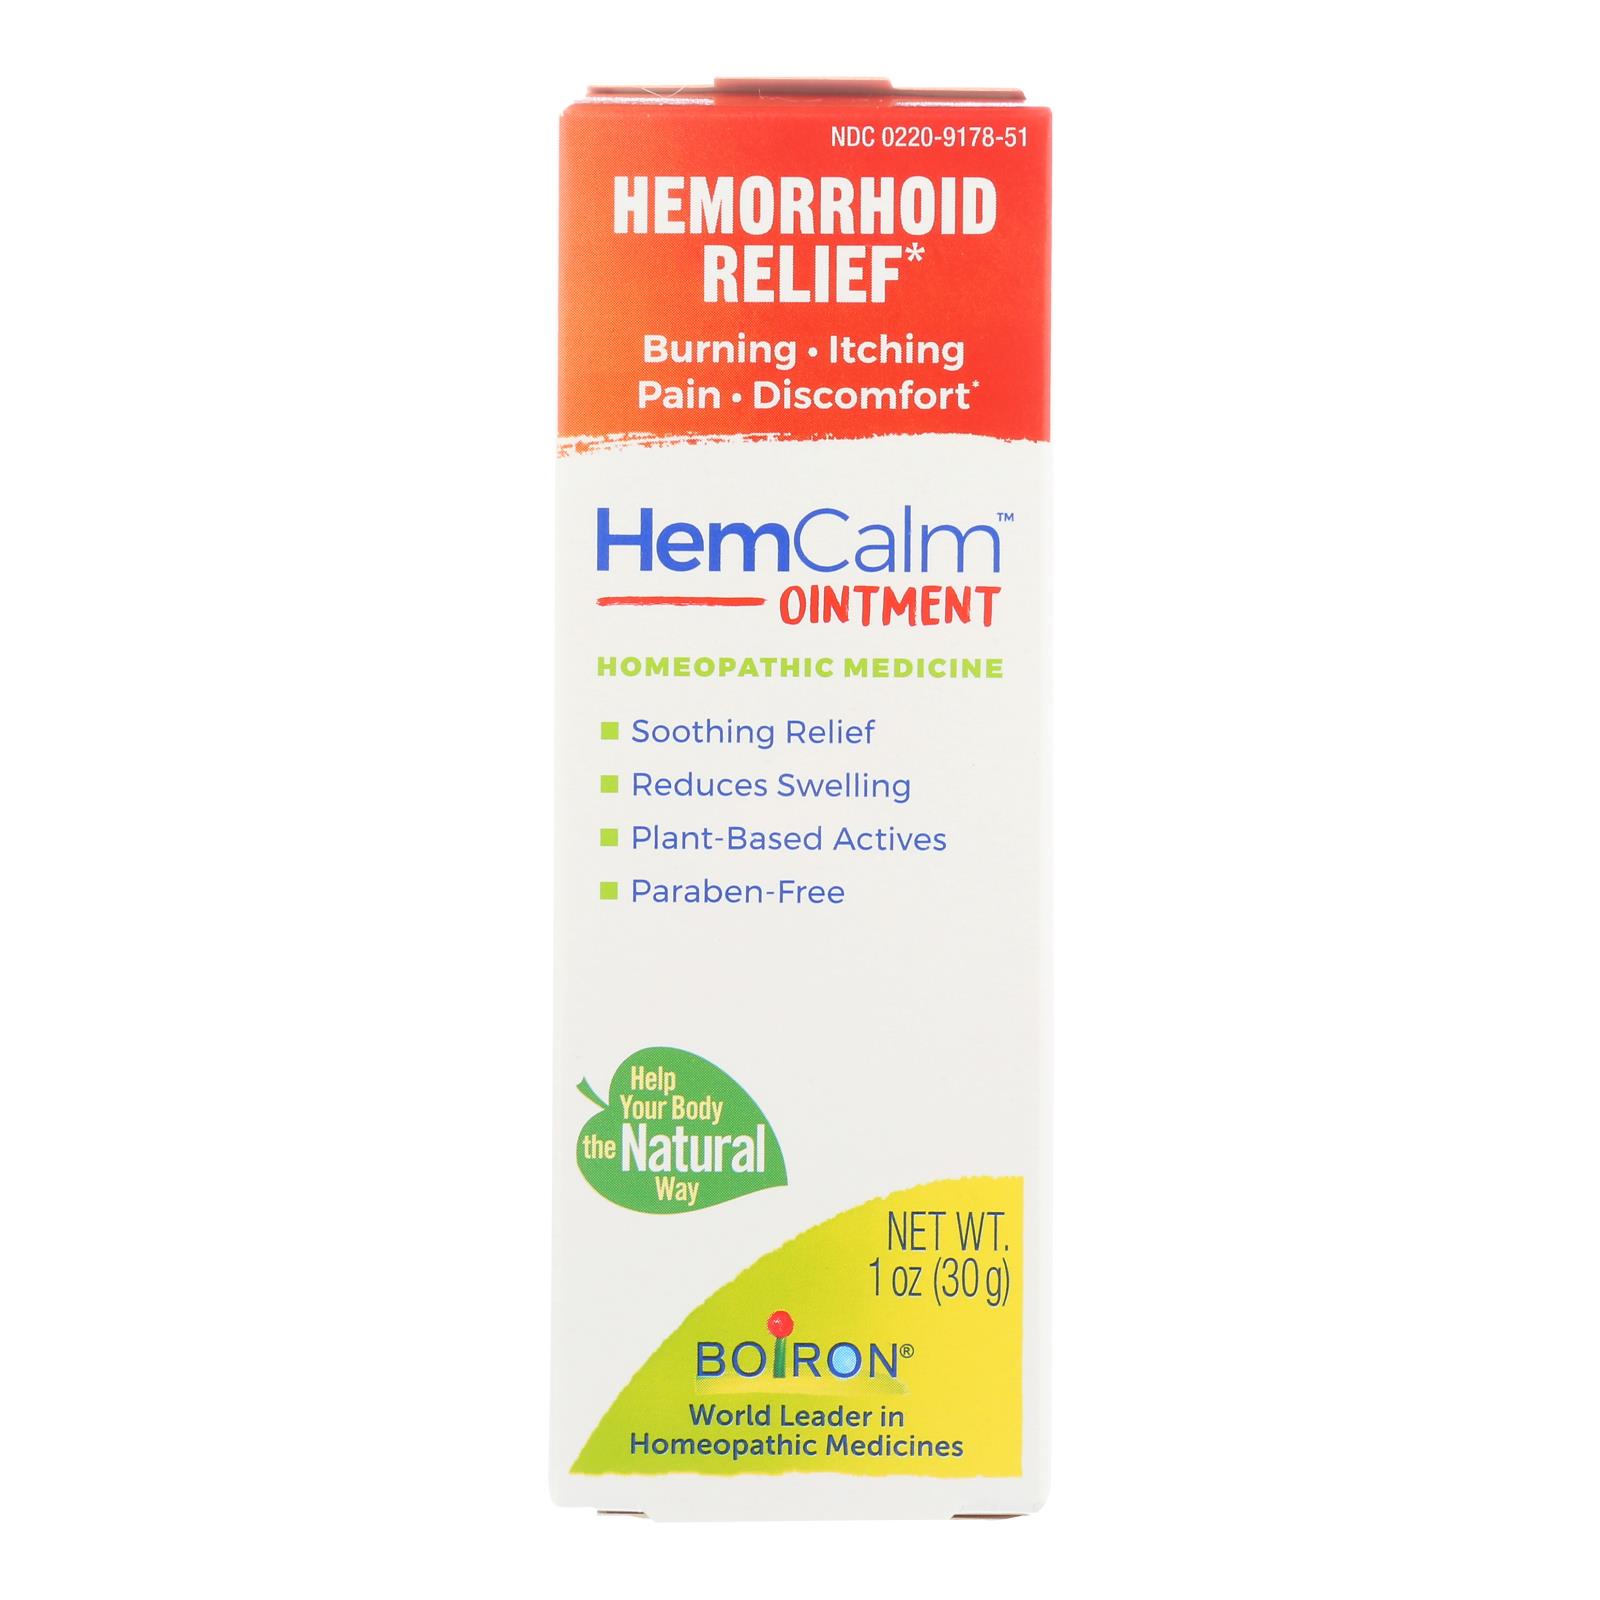 NDC 0220-9178-51
HEMORRHOID
RELIEF*
Burning • Itching
Pain • Discomfort*
HemCalm™
OINTMENT
HOMEOPATHIC MEDICINE
Soothing Relief
Reduces Swelling
Plant-Based Actives
Paraben-Free
Help
Your Body
the Natural
Way
NET WT.
1 oz (30 g)
BOIRON®
World Leader in
Homeopathic Medicines